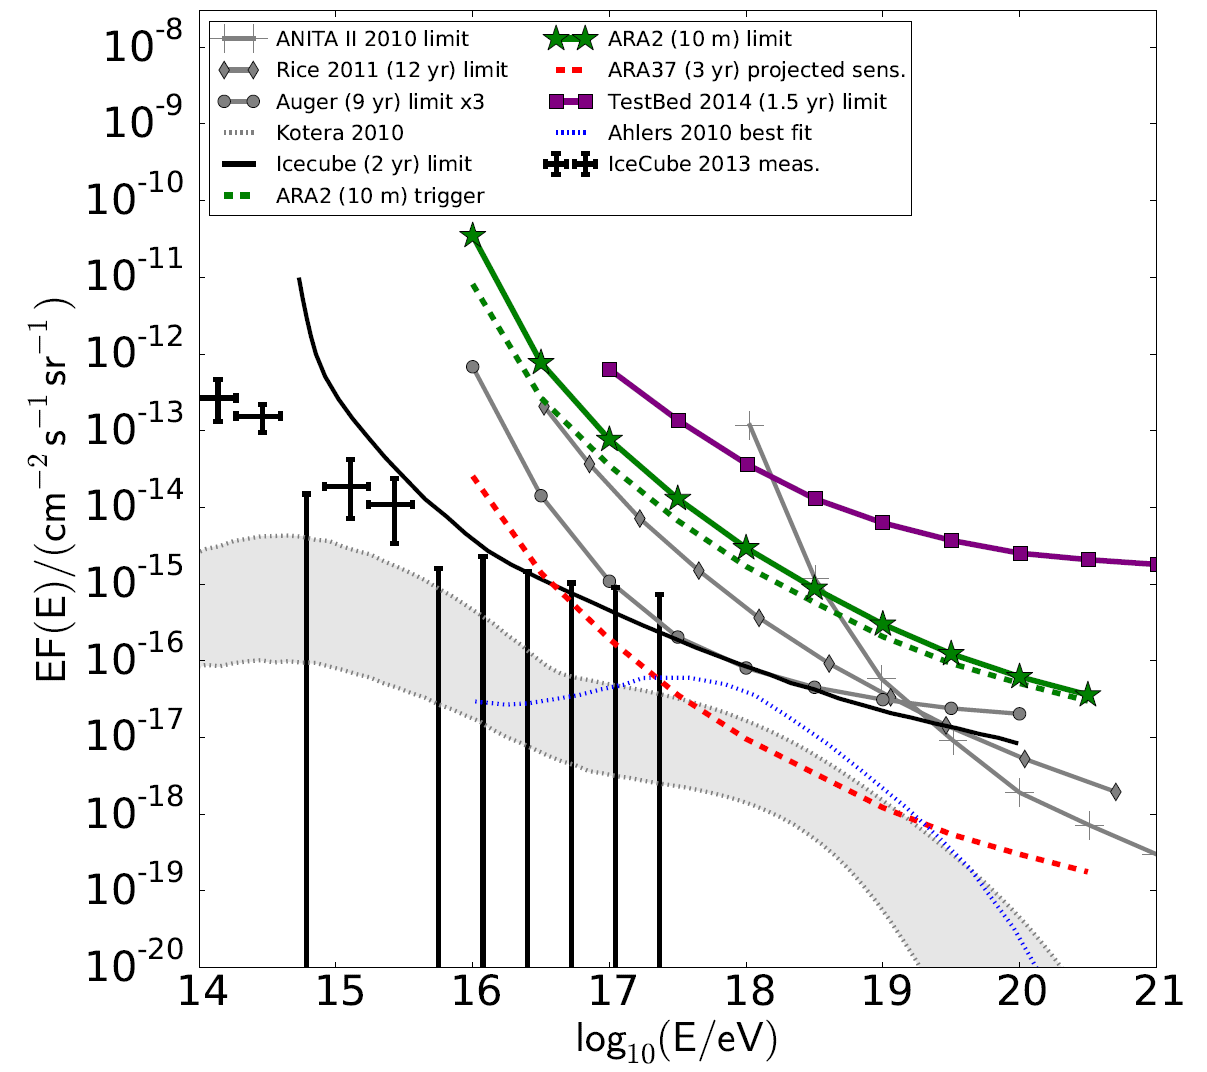 ANITA II 2010 limit
Rice 2011 (12 yr) limit
Auger (9 yr) limit x3
Kotera 2010
Icecube (2 yr) limit
ARA2 (10 m) trigger
ARA2 (10 m) limit
ARA37 (3 yr) projected sens.
TestBed 2014 (1.5 yr) limit
Ahlers 2010 best fit
IceCube 2013 meas.
EF(E)/(cm⁻²s⁻¹sr⁻¹)
10⁻⁸
10⁻⁹
10⁻¹⁰
10⁻¹¹
10⁻¹²
10⁻¹³
10⁻¹⁴
10⁻¹⁵
10⁻¹⁶
10⁻¹⁷
10⁻¹⁸
10⁻¹⁹
10⁻²⁰
14 15 16 17 18 19 20 21
log₁₀(E/eV)